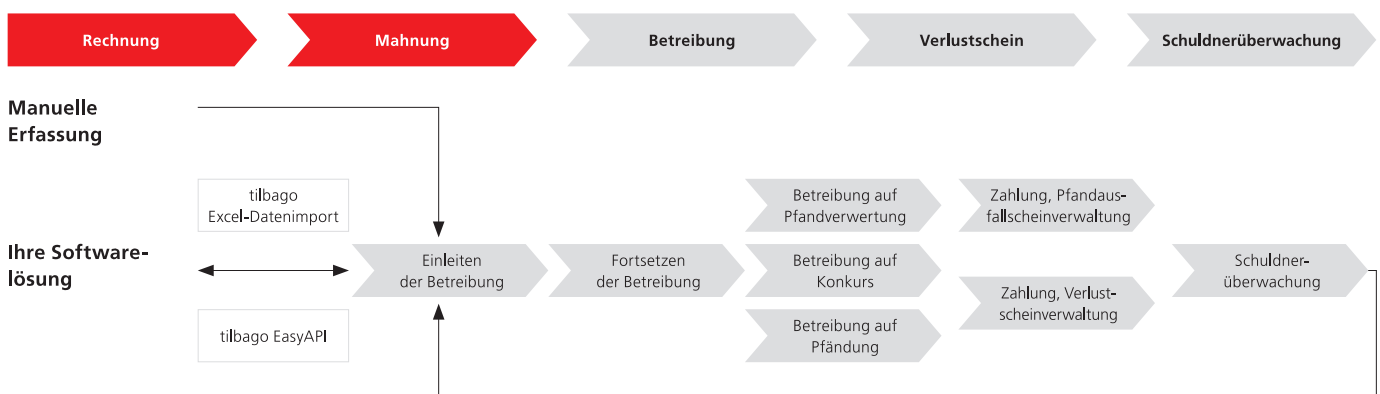 Rechnung
Mahnung
Betreibung
Verlustschein
Schuldnerüberwachung
Manuelle
Erfassung
tilbago
Excel-Datenimport
Ihre Software-
lösung
tilbago EasyAPI
Einleiten
der Betreibung
Fortsetzen
der Betreibung
Betreibung auf
Pfandverwertung
Betreibung auf
Konkurs
Betreibung auf
Pfändung
Zahlung, Pfandaus-
fallscheinverwaltung
Zahlung, Verlust-
scheinverwaltung
Schuldner-
überwachung